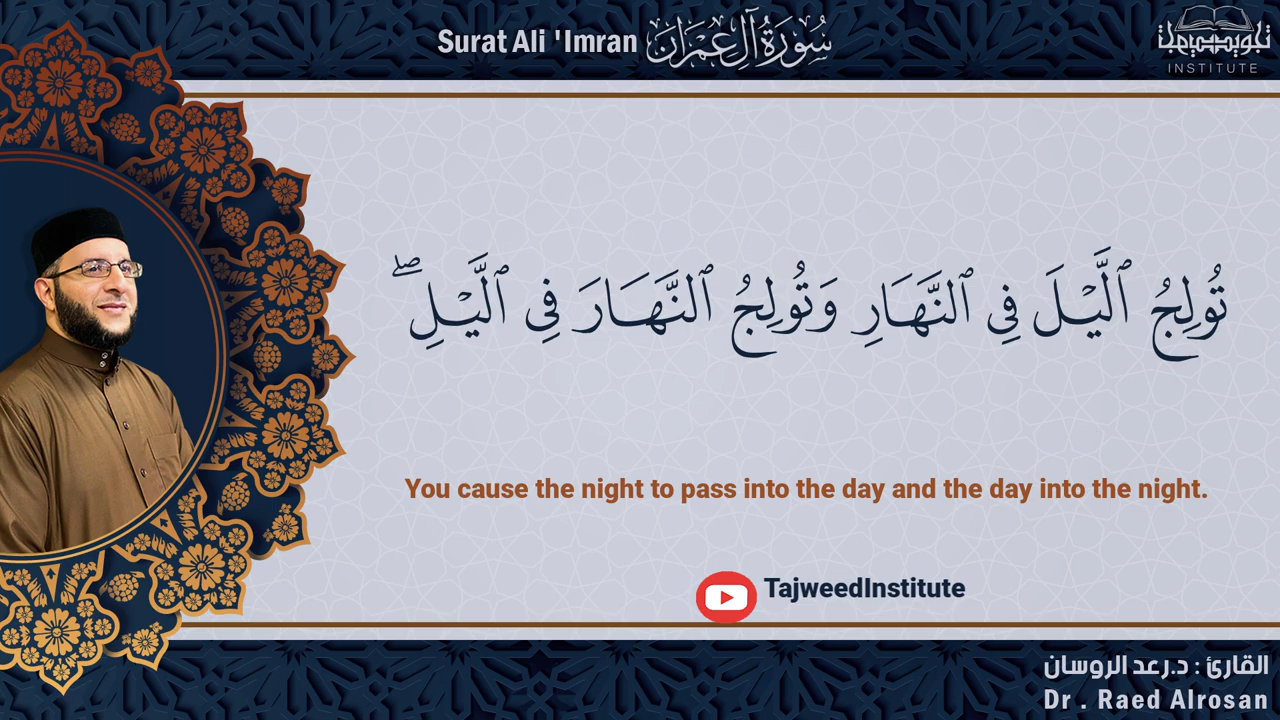 Surat Ali 'Imran سُورَةُ آلِ عِمْرَان
تجويد
INSTITUTE
تُولِجُ ٱلَّيْلَ فِى ٱلنَّهَارِ وَتُولِجُ ٱلنَّهَارَ فِى ٱلَّيْلِ ۖ
You cause the night to pass into the day and the day into the night.
TajweedInstitute
القارئ : د.رعد الروسان
Dr . Raed Alrosan